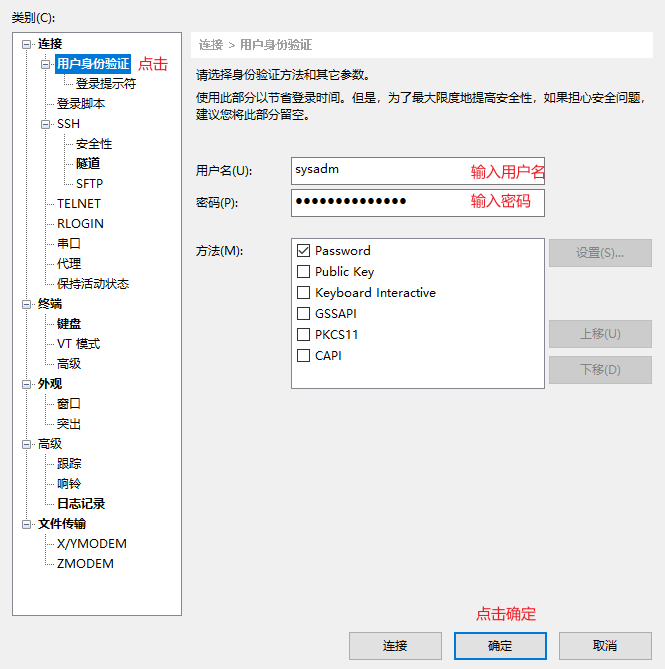 类别(C):
连接
用户身份验证
点击
登录提示符
登录脚本
SSH
安全性
隧道
SFTP
TELNET
RLOGIN
串口
代理
保持活动状态
终端
键盘
VT 模式
高级
外观
窗口
突出
高级
跟踪
响铃
日志记录
文件传输
X/YMODEM
ZMODEM
连接 > 用户身份验证
请选择身份验证方法和其它参数。
使用此部分以节省登录时间。但是，为了最大限度地提高安全性，如果担心安全问题，
建议您将此部分留空。
用户名(U):
sysadm
输入用户名
密码(P):
●●●●●●●●●●●●●●
输入密码
方法(M):
Password
Public Key
Keyboard Interactive
GSSAPI
PKCS11
CAPI
设置(S)...
上移(U)
下移(D)
点击确定
连接
确定
取消